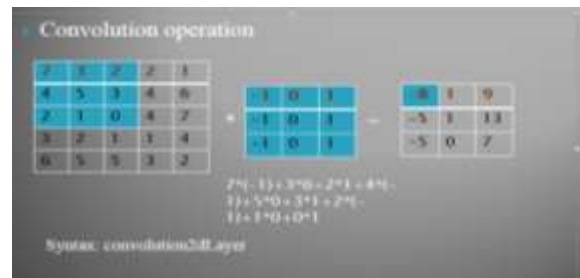 Convolution operation
7 3 2 2 1
4 5 3 4 6
2 1 0 4 7
3 2 1 1 4
6 5 5 3 2
*
-1 0 1
-1 0 1
-1 0 1
=
-8 1 9
-5 1 13
-5 0 7
7*(-1)+3*0+2*1+4*(-
1)+5*0+3*1+2*(-
1)+1*0+0*1
Syntax: convolution2dLayer